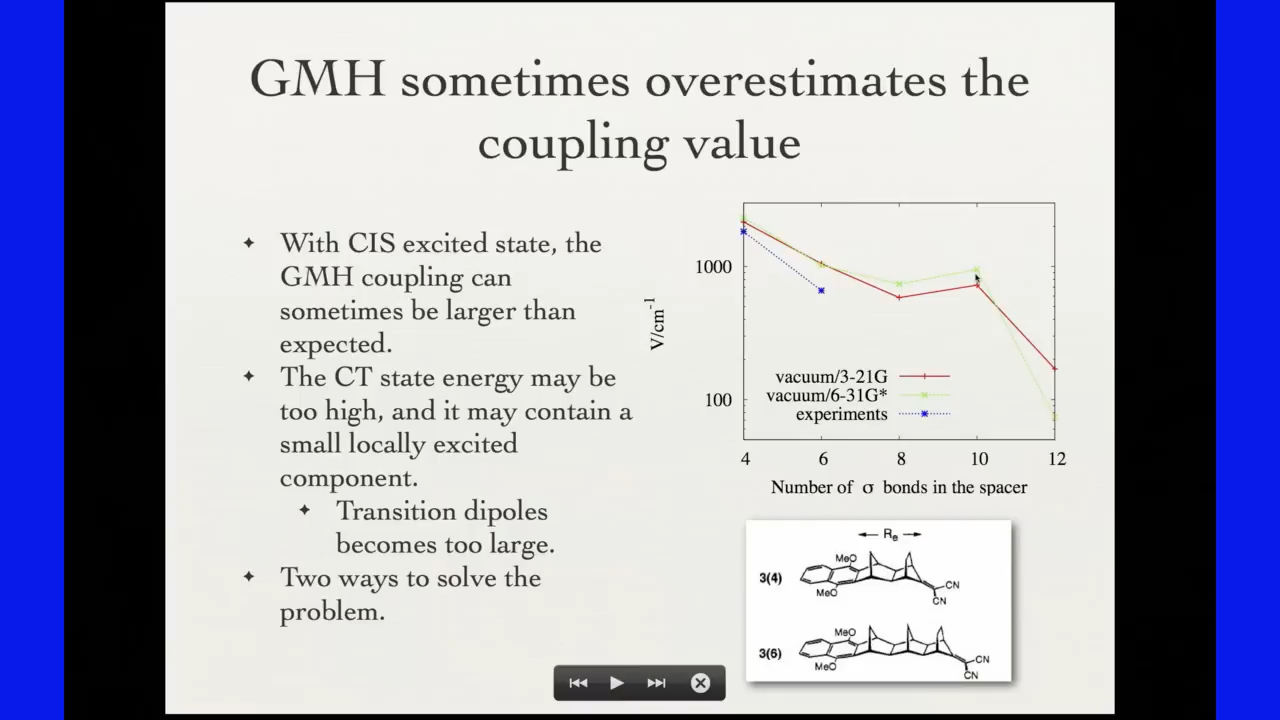 GMH sometimes overestimates the
coupling value
✦ With CIS excited state, the
GMH coupling can
sometimes be larger than
expected.
✦ The CT state energy may be
too high, and it may contain a
small locally excited
component.
✦ Transition dipoles
becomes too large.
✦ Two ways to solve the
problem.
1000
V/cm⁻¹
100
vacuum/3-21G
vacuum/6-31G*
experiments
4 6 8 10 12
Number of σ bonds in the spacer
Rₑ
MeO
3(4)
CN
MeO
CN
MeO
3(6)
CN
MeO
CN